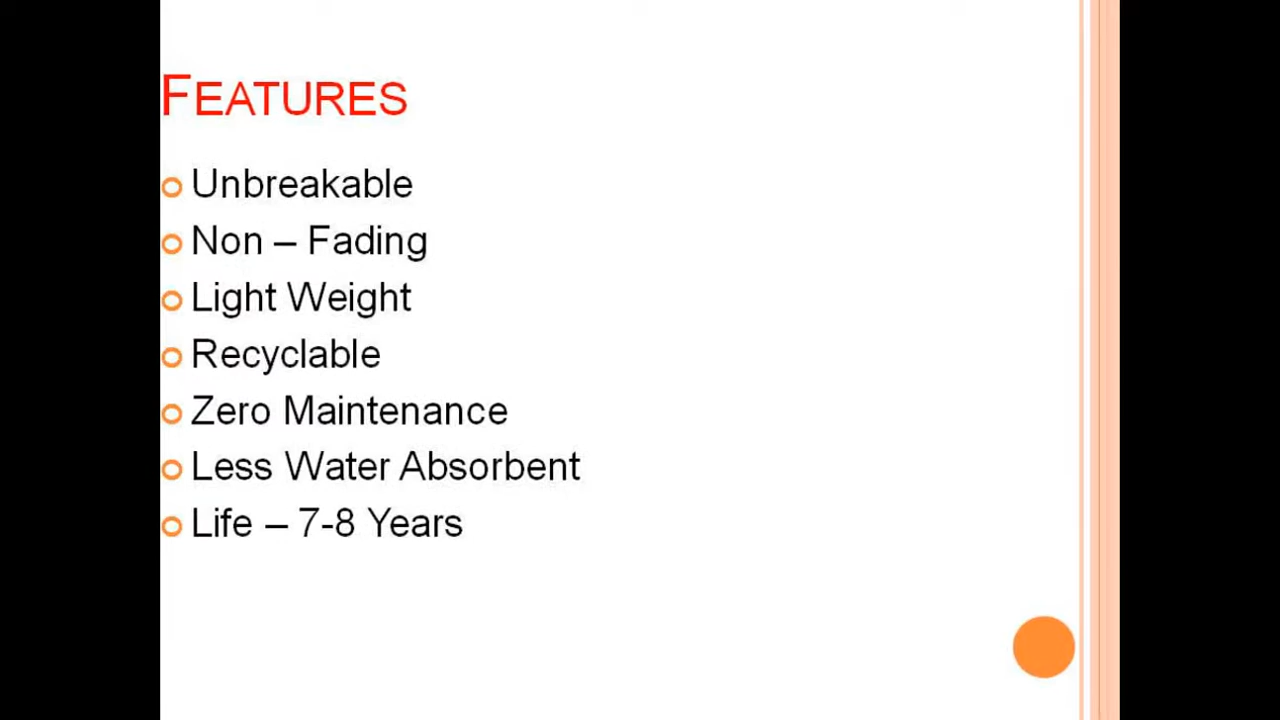 FEATURES
Unbreakable
Non – Fading
Light Weight
Recyclable
Zero Maintenance
Less Water Absorbent
Life – 7-8 Years